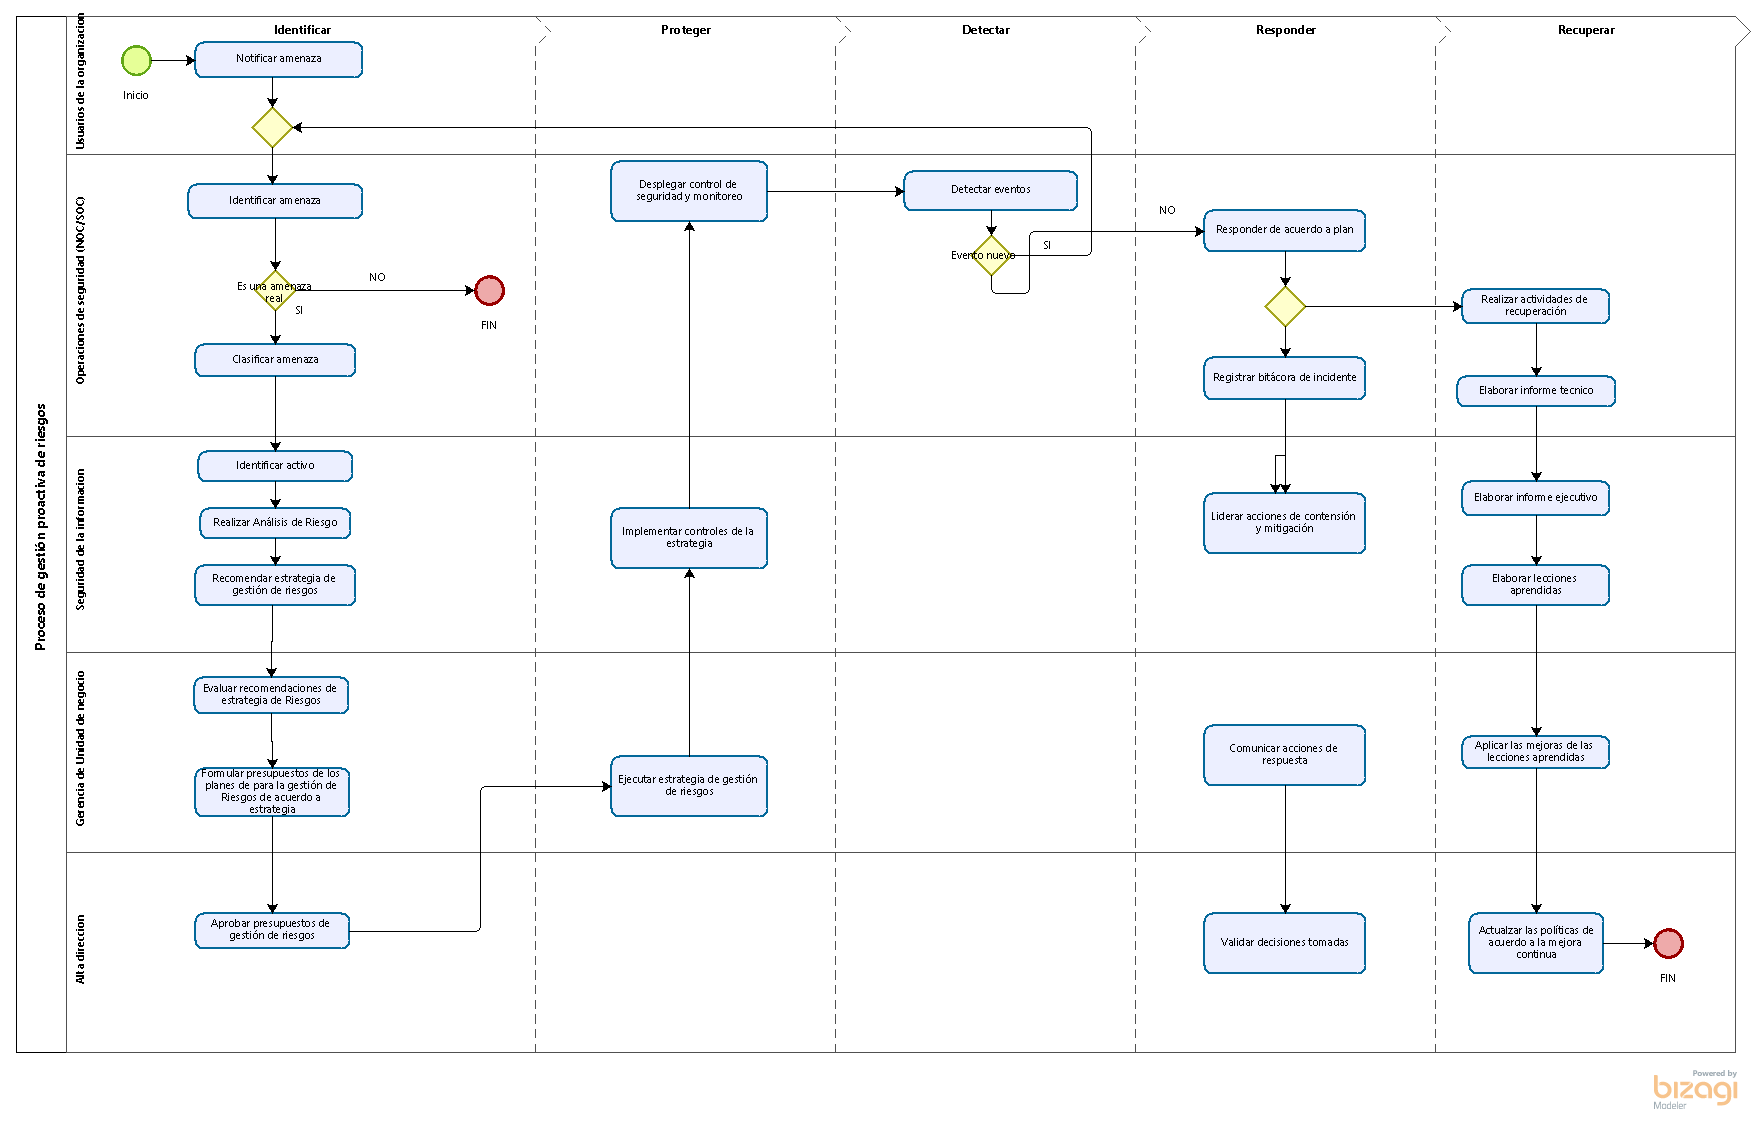 Proceso de gestión proactiva de riesgos
Identificar
Proteger
Detectar
Responder
Recuperar
Usuarios de la organizacion
Inicio
Notificar amenaza
Operaciones de seguridad (NOC/SOC)
Identificar amenaza
Es una amenaza
real
NO
SI
FIN
Clasificar amenaza
Desplegar control de
seguridad y monitoreo
Detectar eventos
Evento nuevo
SI
NO
Responder de acuerdo a plan
Registrar bitácora de incidente
Realizar actividades de
recuperación
Elaborar informe tecnico
Seguridad de la informacion
Identificar activo
Realizar Análisis de Riesgo
Recomendar estrategia de
gestión de riesgos
Implementar controles de la
estrategia
Liderar acciones de contensión
y mitigación
Elaborar informe ejecutivo
Elaborar lecciones
aprendidas
Gerencia de Unidad de negocio
Evaluar recomendaciones de
estrategia de Riesgos
Formular presupuestos de los
planes de para la gestión de
Riesgos de acuerdo a
estrategia
Ejecutar estrategia de gestión
de riesgos
Comunicar acciones de
respuesta
Aplicar las mejoras de las
lecciones aprendidas
Alta direccion
Aprobar presupuestos de
gestión de riesgos
Validar decisiones tomadas
Actualzar las políticas de
acuerdo a la mejora
continua
FIN
Powered by
bizagi
Modeler